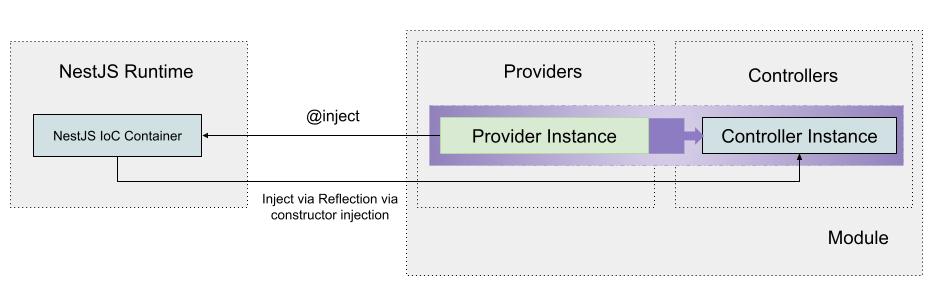 NestJS Runtime
NestJS IoC Container
@inject
Inject via Reflection via
constructor injection
Providers
Controllers
Provider Instance
Controller Instance
Module